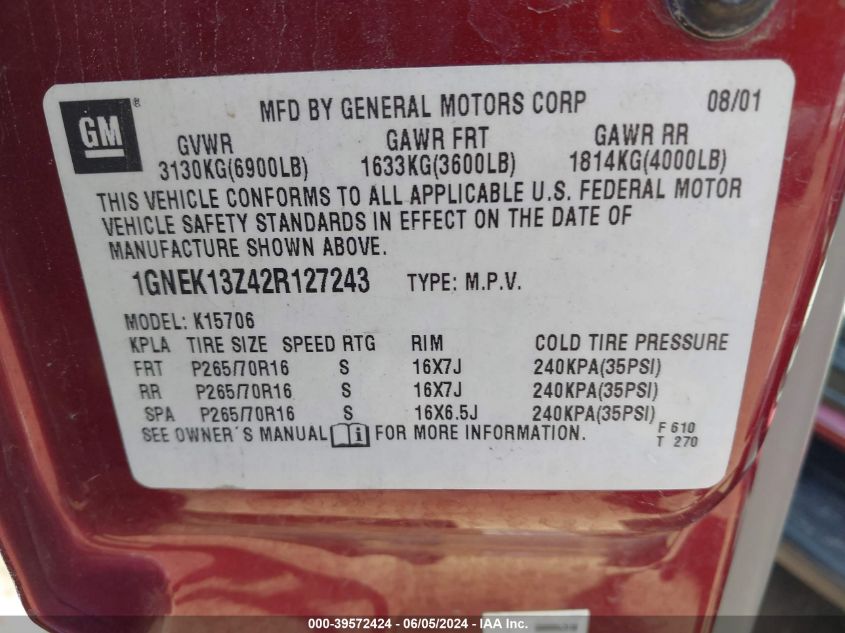 GM ®
MFD BY GENERAL MOTORS CORP 08/01
GVWR GAWR FRT GAWR RR
3130KG(6900LB) 1633KG(3600LB) 1814KG(4000LB)
THIS VEHICLE CONFORMS TO ALL APPLICABLE U.S. FEDERAL MOTOR
VEHICLE SAFETY STANDARDS IN EFFECT ON THE DATE OF
MANUFACTURE SHOWN ABOVE.
1GNEK13Z42R127243 TYPE: M.P.V.
MODEL: K15706
KPLA TIRE SIZE SPEED RTG RIM COLD TIRE PRESSURE
FRT P265/70R16 S 16X7J 240KPA(35PSI)
RR P265/70R16 S 16X7J 240KPA(35PSI)
SPA P265/70R16 S 16X6.5J 240KPA(35PSI)
SEE OWNER'S MANUAL i FOR MORE INFORMATION. F 610
T 270
000-39572424 - 06/05/2024 - IAA Inc.